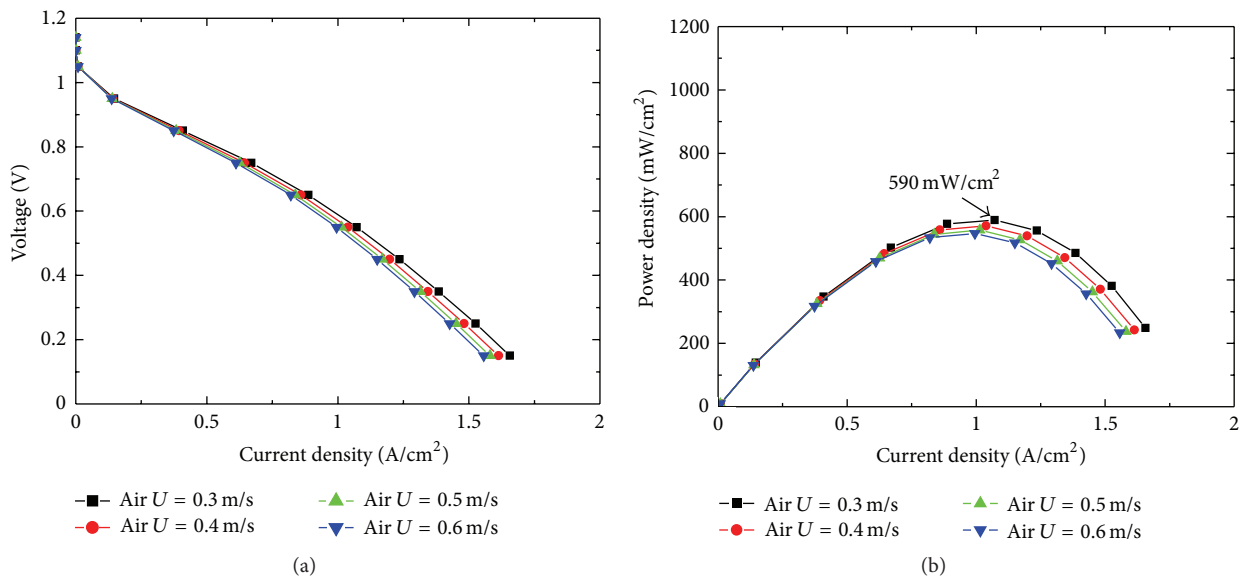 1.2
1
0.8
0.6
0.4
0.2
0
Voltage (V)
0 0.5 1 1.5 2
Current density (A/cm²)
Air U = 0.3 m/s
Air U = 0.4 m/s
Air U = 0.5 m/s
Air U = 0.6 m/s
(a)
1200
1000
800
600
400
200
0
Power density (mW/cm²)
590 mW/cm²
0 0.5 1 1.5 2
Current density (A/cm²)
Air U = 0.3 m/s
Air U = 0.4 m/s
Air U = 0.5 m/s
Air U = 0.6 m/s
(b)